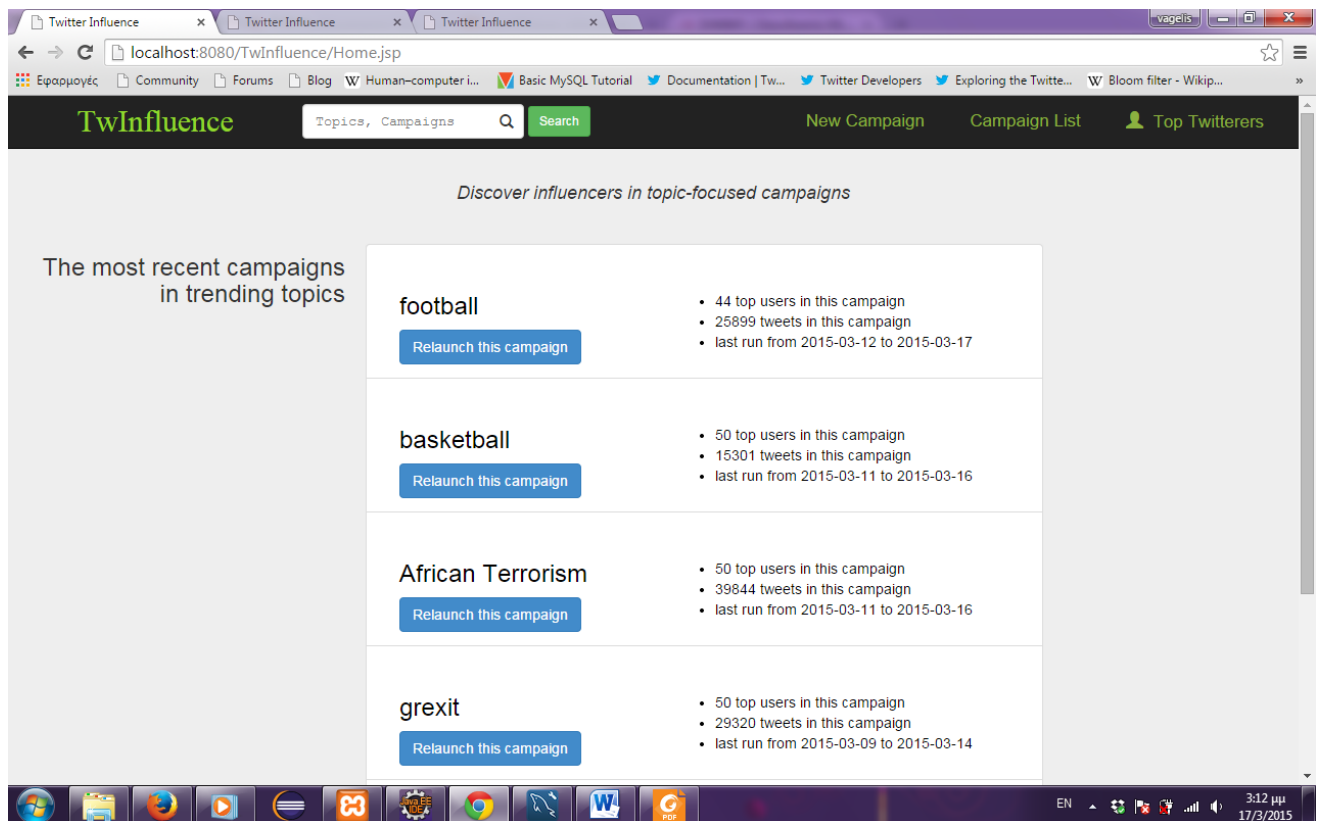 Twitter Influence
Twitter Influence
Twitter Influence
vagelis
localhost:8080/TwInfluence/Home.jsp
Εφαρμογές Community Forums Blog Human–computer i... Basic MySQL Tutorial Documentation | Tw... Twitter Developers Exploring the Twitte... Bloom filter - Wikip... »
TwInfluence Topics, Campaigns Search New Campaign Campaign List Top Twitterers
Discover influencers in topic-focused campaigns
The most recent campaigns
in trending topics
football
Relaunch this campaign
• 44 top users in this campaign
• 25899 tweets in this campaign
• last run from 2015-03-12 to 2015-03-17
basketball
Relaunch this campaign
• 50 top users in this campaign
• 15301 tweets in this campaign
• last run from 2015-03-11 to 2015-03-16
African Terrorism
Relaunch this campaign
• 50 top users in this campaign
• 39844 tweets in this campaign
• last run from 2015-03-11 to 2015-03-16
grexit
Relaunch this campaign
• 50 top users in this campaign
• 29320 tweets in this campaign
• last run from 2015-03-09 to 2015-03-14
Java EE
IDE
W
PDF
EN
3:12 μμ
17/3/2015